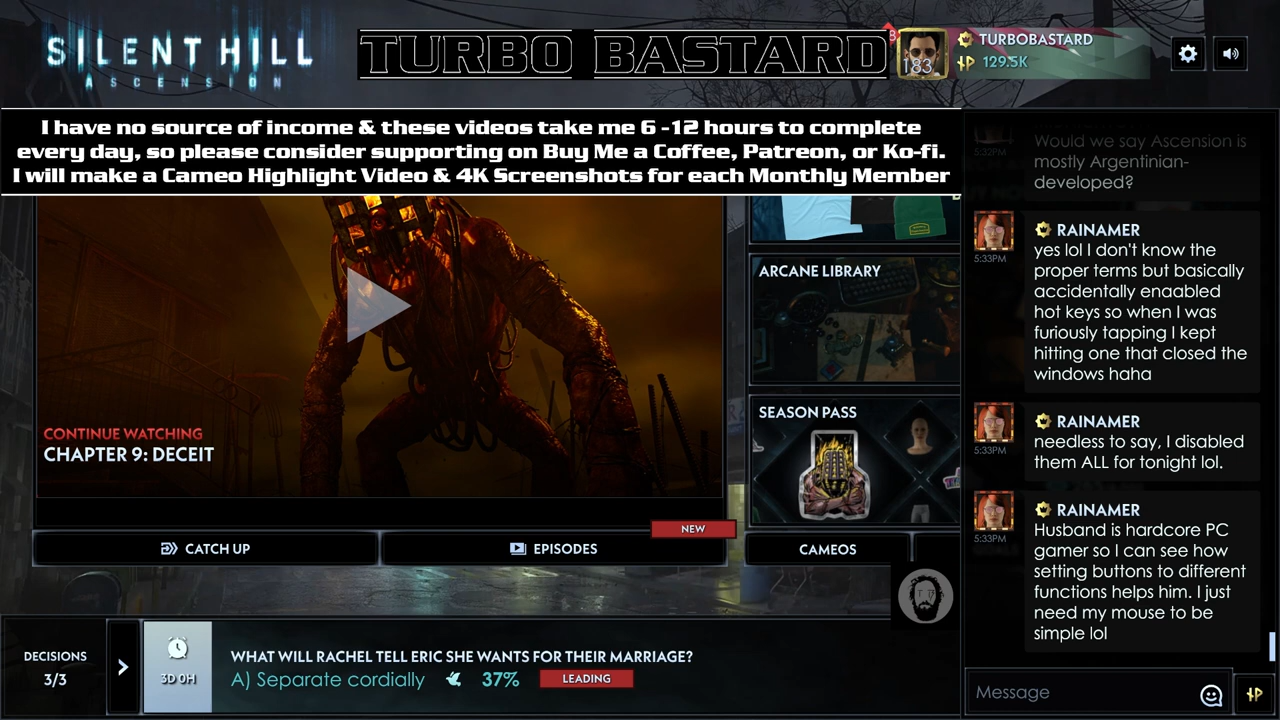 SILENT HILL
ASCENSION
TURBO BASTARD
8
183
TURBOBASTARD
129.5K
I have no source of income & these videos take me 6 -12 hours to complete
every day, so please consider supporting on Buy Me a Coffee, Patreon, or Ko-fi.
I will make a Cameo Highlight Video & 4K Screenshots for each Monthly Member
CONTINUE WATCHING
CHAPTER 9: DECEIT
NEW
CATCH UP
EPISODES
ARCANE LIBRARY
SEASON PASS
CAMEOS
DECISIONS
3/3
3D 0H
WHAT WILL RACHEL TELL ERIC SHE WANTS FOR THEIR MARRIAGE?
A) Separate cordially 37% LEADING
5:32PM
Would we say Ascension is
mostly Argentinian-
developed?
RAINAMER
5:33PM
yes lol I don't know the
proper terms but basically
accidentally enaabled
hot keys so when I was
furiously tapping I kept
hitting one that closed the
windows haha
RAINAMER
5:33PM
needless to say, I disabled
them ALL for tonight lol.
RAINAMER
5:33PM
Husband is hardcore PC
gamer so I can see how
setting buttons to different
functions helps him. I just
need my mouse to be
simple lol
Message